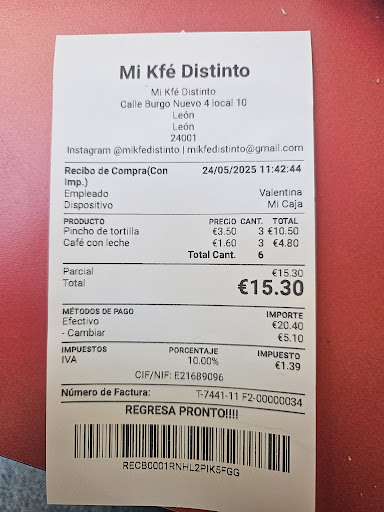 Mi Kfé Distinto
Mi Kfé Distinto
Calle Burgo Nuevo 4 local 10
León
León
24001
Instagram @mikfedistinto | mikfedistinto@gmail.com
Recibo de Compra(Con Imp.) 24/05/2025 11:42:44
Empleado Valentina
Dispositivo Mi Caja
PRODUCTO PRECIO CANT. TOTAL
Pincho de tortilla €3.50 3 €10.50
Café con leche €1.60 3 €4.80
Total Cant. 6
Parcial €15.30
Total €15.30
MÉTODOS DE PAGO IMPORTE
Efectivo €20.40
- Cambiar €5.10
IMPUESTOS PORCENTAJE IMPUESTO
IVA 10.00% €1.39
CIF/NIF: E21689096
Número de Factura: T-7441-11 F2-00000034
REGRESA PRONTO!!!!
RECB0001RNHL2PIK5FGG